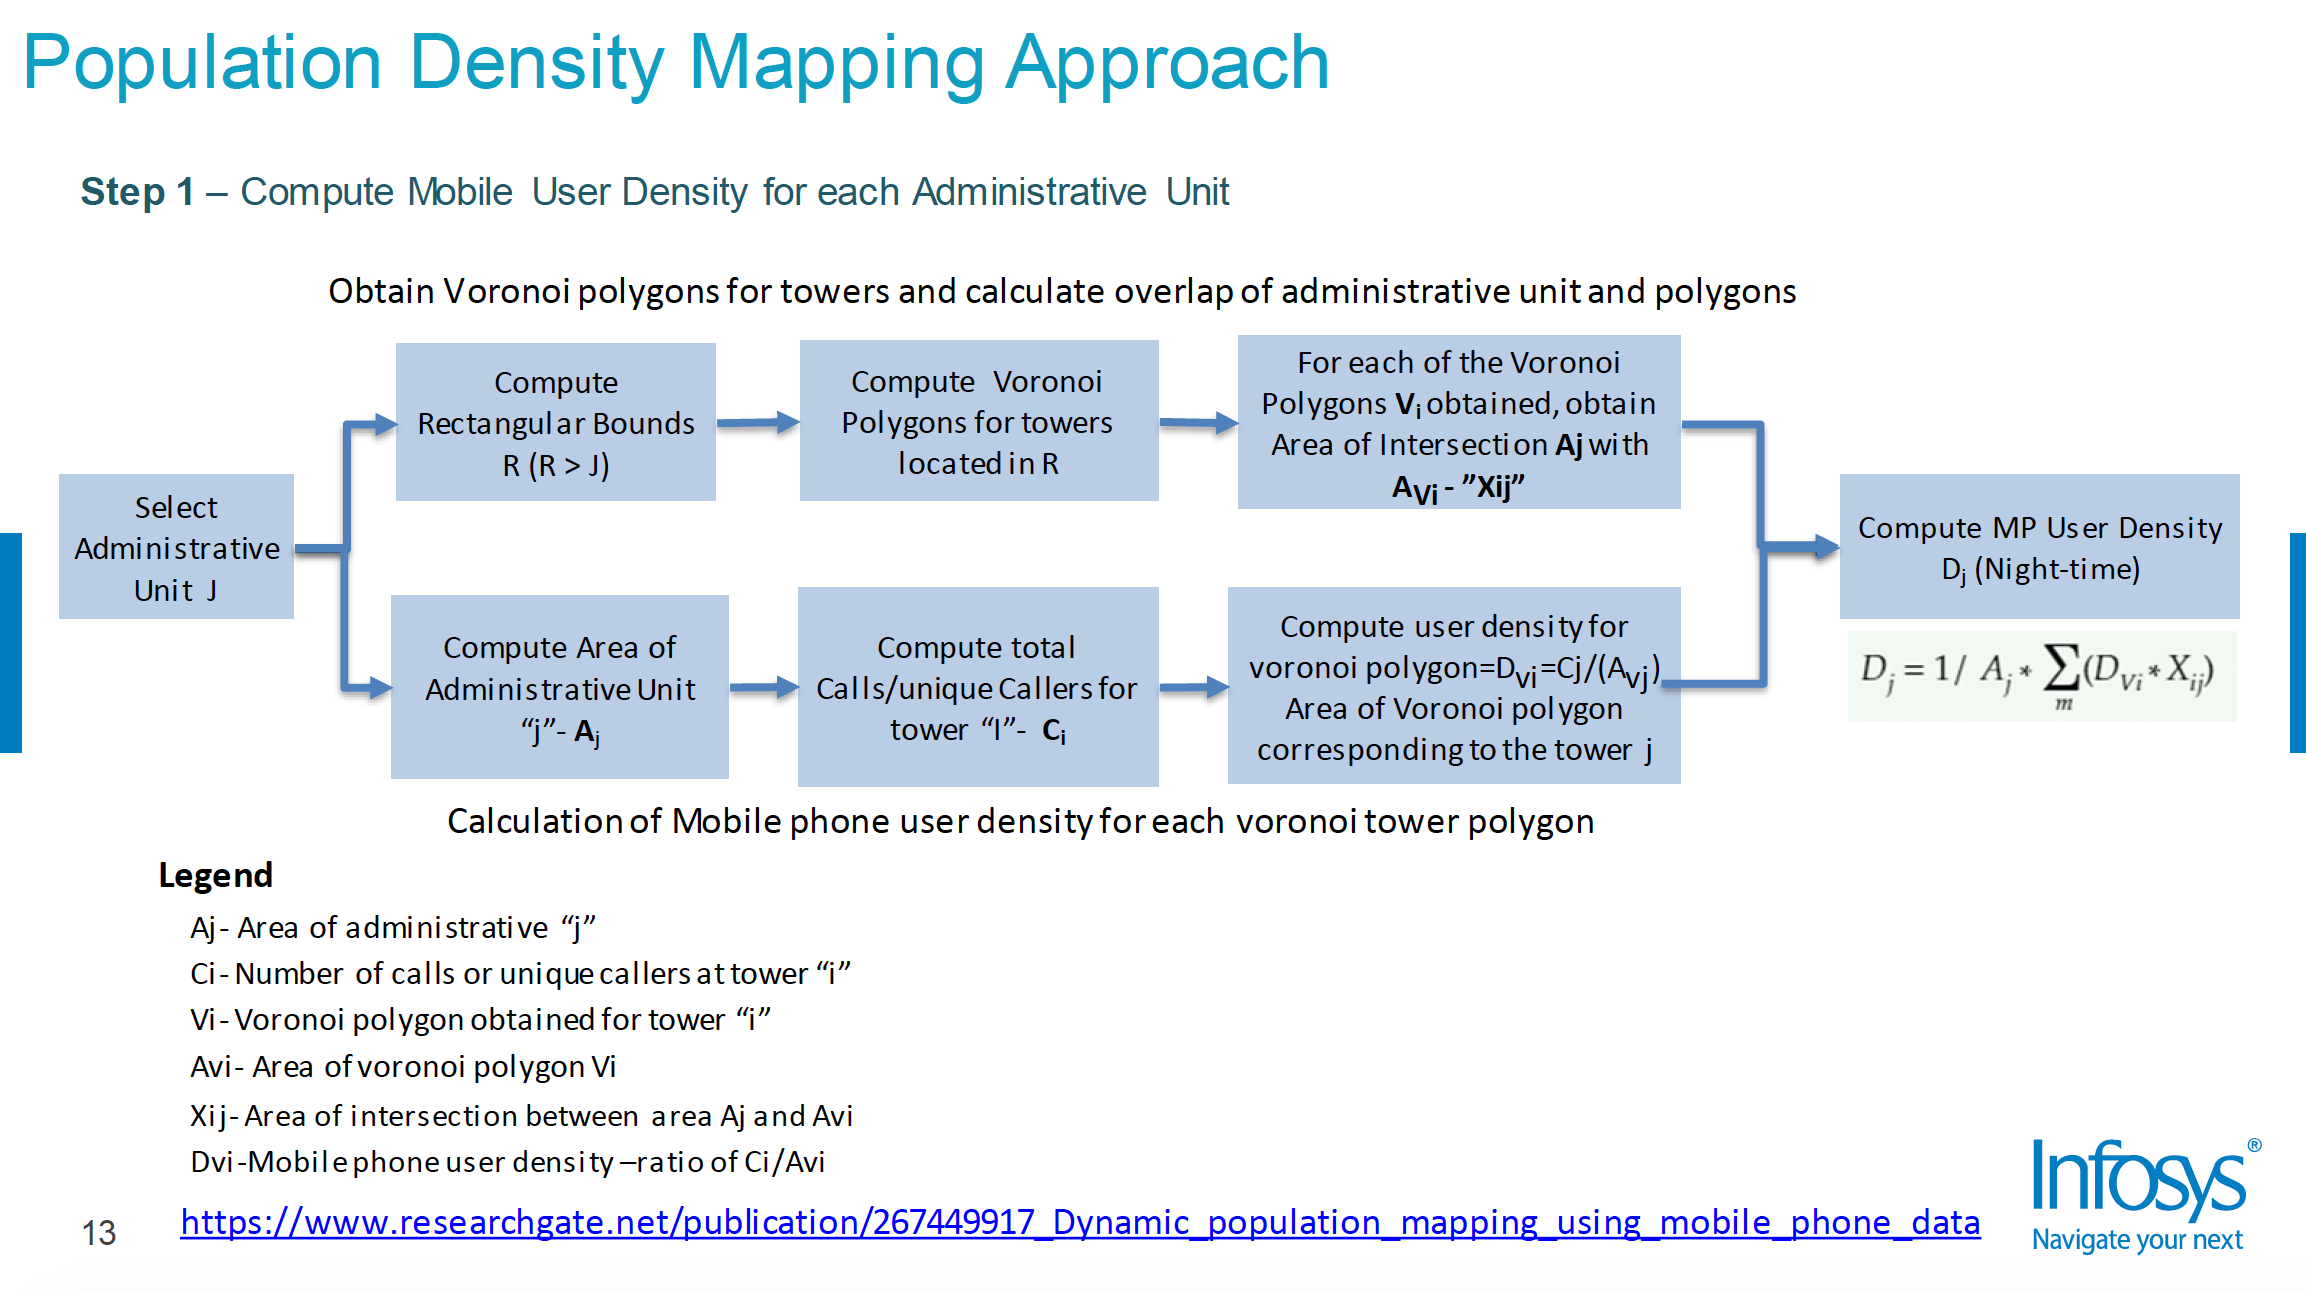 Population Density Mapping Approach
Step 1 – Compute Mobile User Density for each Administrative Unit
Obtain Voronoi polygons for towers and calculate overlap of administrative unit and polygons
Select
Administrative
Unit J
Compute
Rectangular Bounds
R (R > J)
Compute Voronoi
Polygons for towers
located in R
For each of the Voronoi
Polygons Vi obtained, obtain
Area of Intersection Aj with
AVi - ”Xij”
Compute Area of
Administrative Unit
“j”- Aj
Compute total
Calls/unique Callers for
tower “I”- Ci
Compute user density for
voronoi polygon=Dvi=Cj/(Avj)
Area of Voronoi polygon
corresponding to the tower j
Compute MP User Density
Dj (Night-time)
Dj = 1/ Aj * ∑m(DVi * Xij)
Calculation of Mobile phone user density for each voronoi tower polygon
Legend
Aj- Area of administrative “j”
Ci- Number of calls or unique callers at tower “i”
Vi- Voronoi polygon obtained for tower “i”
Avi- Area of voronoi polygon Vi
Xij- Area of intersection between area Aj and Avi
Dvi-Mobile phone user density –ratio of Ci/Avi
13
https://www.researchgate.net/publication/267449917_Dynamic_population_mapping_using_mobile_phone_data
Infosys®
Navigate your next